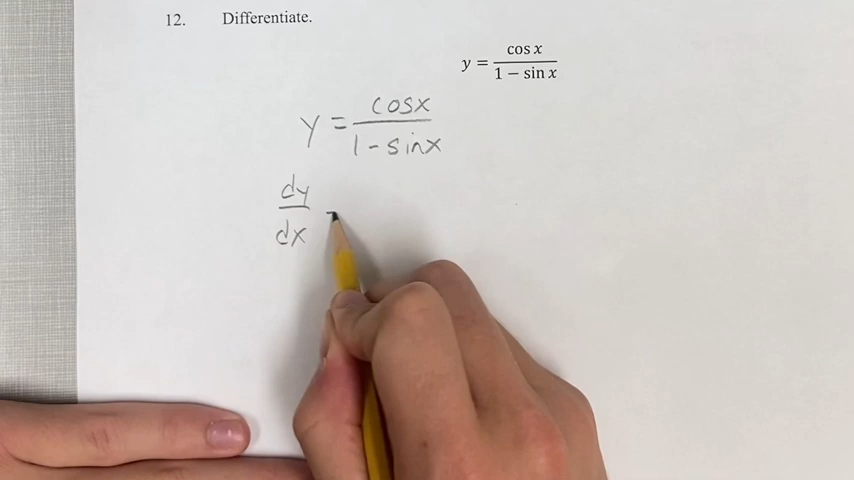 12. Differentiate.
y = cos x / 1 − sin x
y = cosx / 1 - sinx
dy / dx -